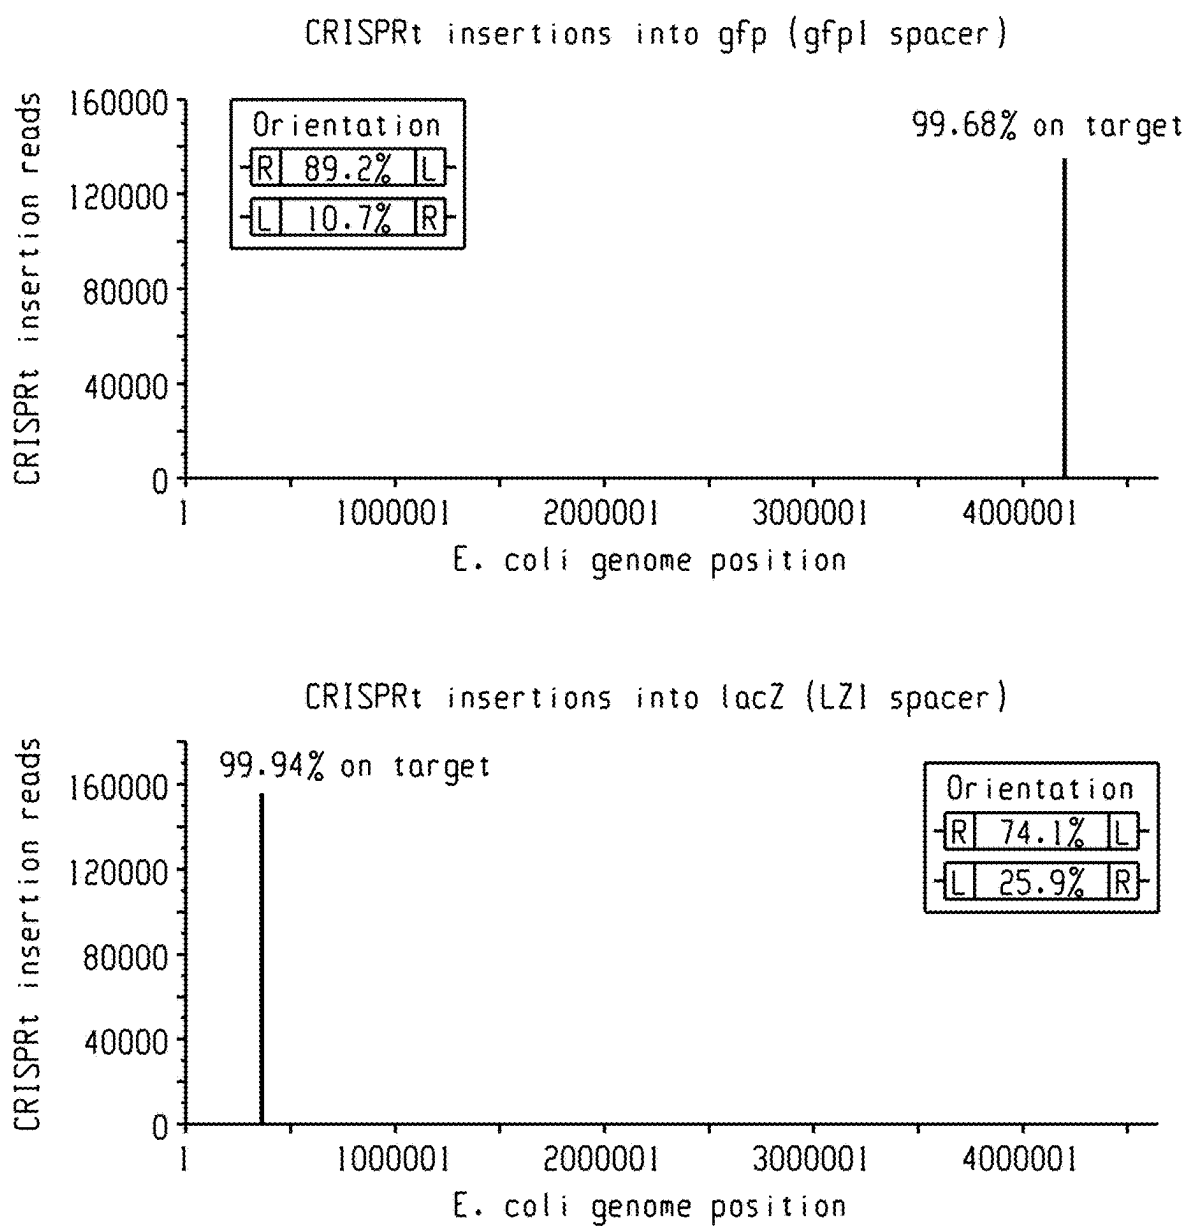 CRISPRt insertions into gfp (gfp1 spacer)
CRISPRt insertion reads
160000
120000
80000
40000
0
Orientation
R 89.2% L
L 10.7% R
99.68% on target
1 1000001 2000001 3000001 4000001
E. coli genome position
CRISPRt insertions into lacZ (LZ1 spacer)
CRISPRt insertion reads
160000
120000
80000
40000
0
99.94% on target
Orientation
R 74.1% L
L 25.9% R
1 1000001 2000001 3000001 4000001
E. coli genome position